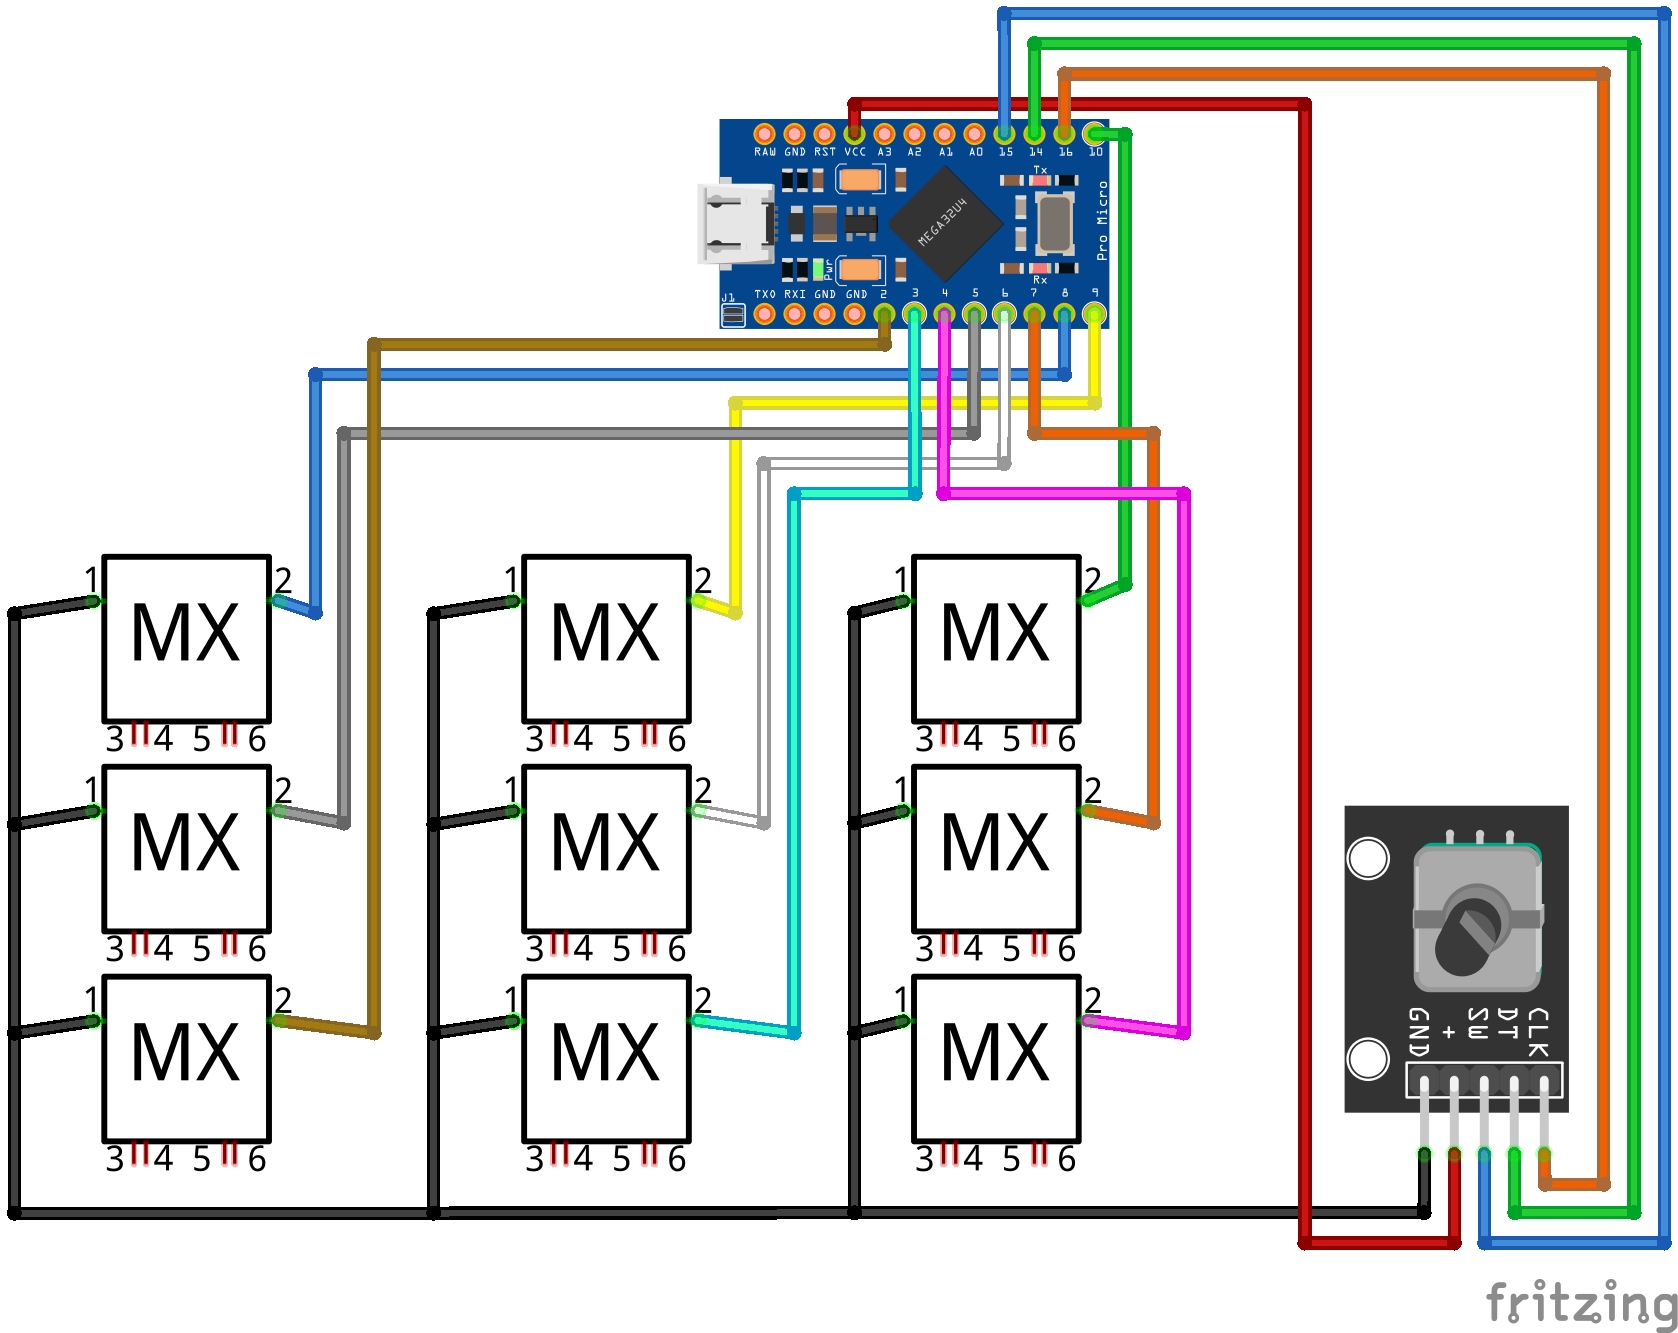 RAW GND RST VCC A3 A2 A1 A0 15 14 16 10
Tx
MEGA32U4
Pro Micro
Pwr
Rx
J1
TXO RXI GND GND 2 3 4 5 6 7 8 9
1 MX 2
3 4 5 6
1 MX 2
3 4 5 6
1 MX 2
3 4 5 6
1 MX 2
3 4 5 6
1 MX 2
3 4 5 6
1 MX 2
3 4 5 6
1 MX 2
3 4 5 6
1 MX 2
3 4 5 6
1 MX 2
3 4 5 6
GND
+
SW
DT
CLK
fritzing